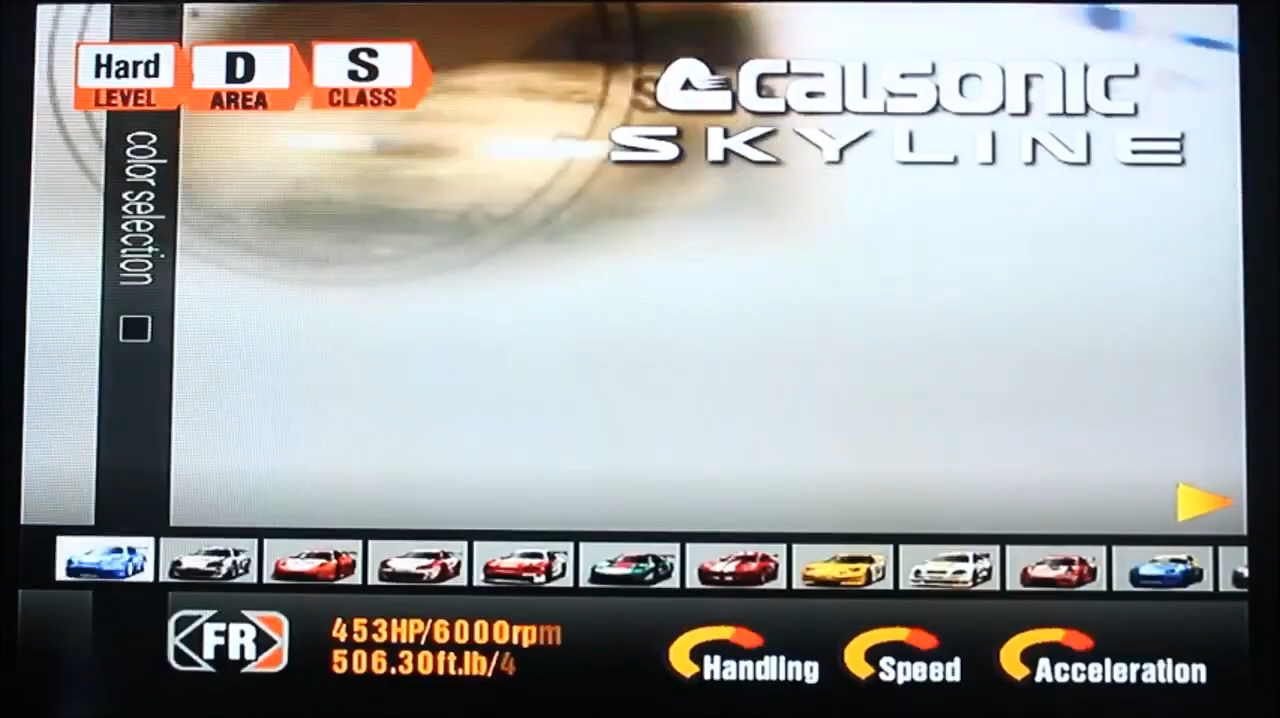 Hard
LEVEL
D
AREA
S
CLASS
calsonic
SKYLINE
color selection
FR
453HP/6000rpm
506.30ft.lb/4
Handling
Speed
Acceleration